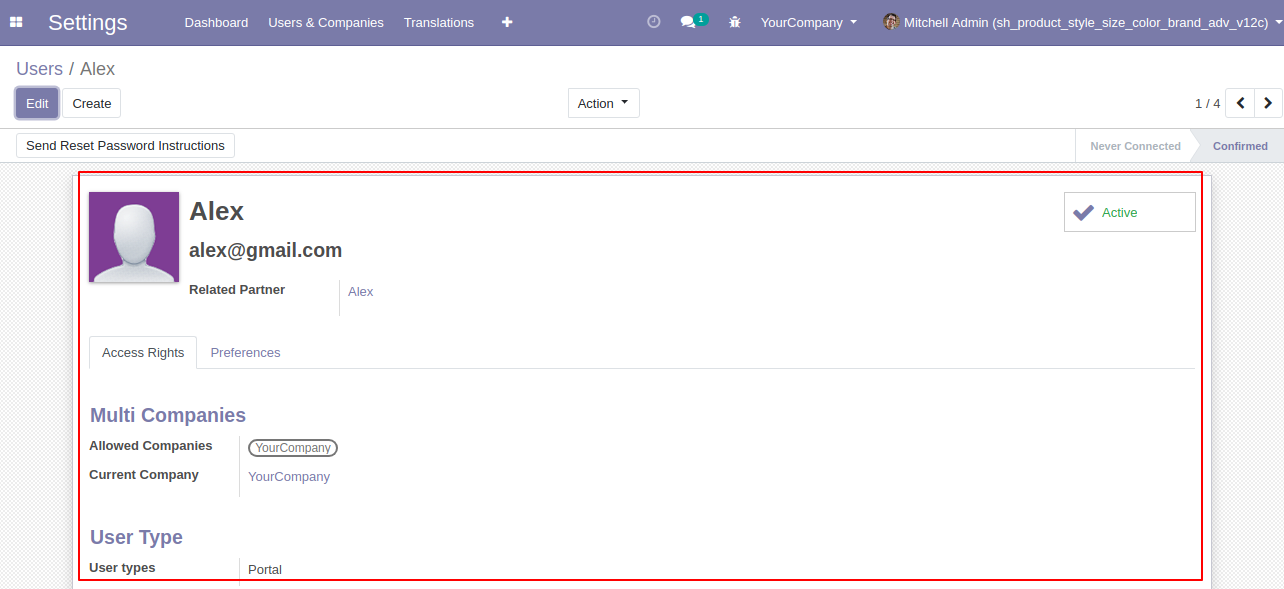 Settings Dashboard Users & Companies Translations 1 YourCompany Mitchell Admin (sh_product_style_size_color_brand_adv_v12c)
Users / Alex
Edit Create Action 1 / 4
Send Reset Password Instructions Never Connected Confirmed
Alex Active
alex@gmail.com
Related Partner Alex
Access Rights Preferences
Multi Companies
Allowed Companies YourCompany
Current Company YourCompany
User Type
User types Portal